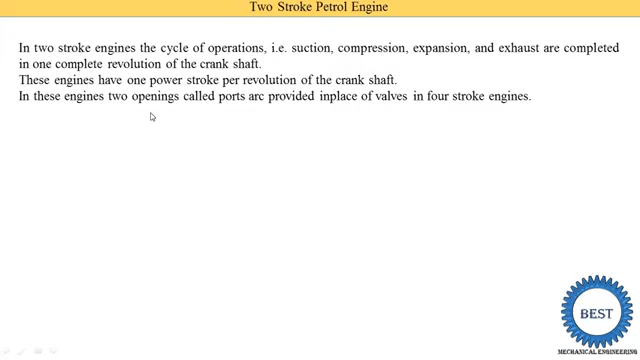 Two Stroke Petrol Engine
In two stroke engines the cycle of operations, i.e. suction, compression, expansion, and exhaust are completed
in one complete revolution of the crank shaft.
These engines have one power stroke per revolution of the crank shaft.
In these engines two openings called ports arc provided inplace of valves in four stroke engines.
BEST
MECHANICAL ENGINEERING